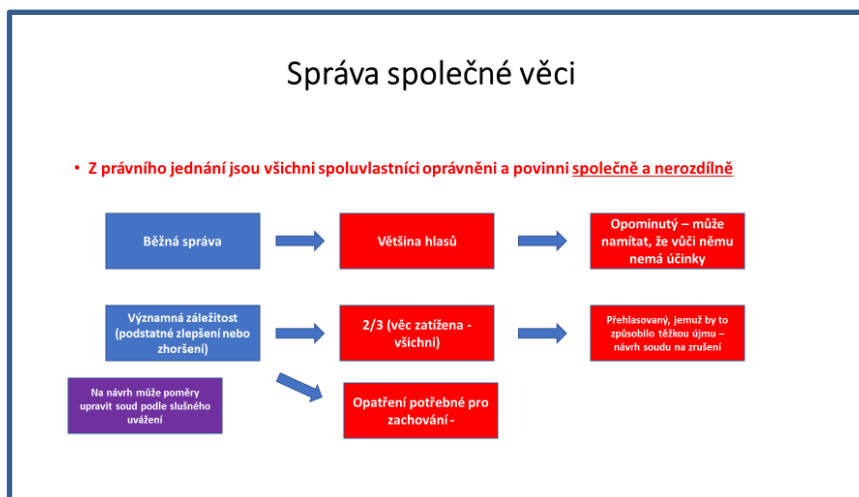 Správa společné věci
• Z právního jednání jsou všichni spoluvlastníci oprávněni a povinni společně a nerozdílně
Běžná správa
Většina hlasů
Opominutý – může
namítat, že vůči němu
nemá účinky
Významná záležitost
(podstatné zlepšení nebo
zhoršení)
2/3 (věc zatížena -
všichni)
Přehlasovaný, jemuž by to
způsobilo těžkou újmu –
návrh soudu na zrušení
Na návrh může poměry
upravit soud podle slušného
uvážení
Opatření potřebné pro
zachování -